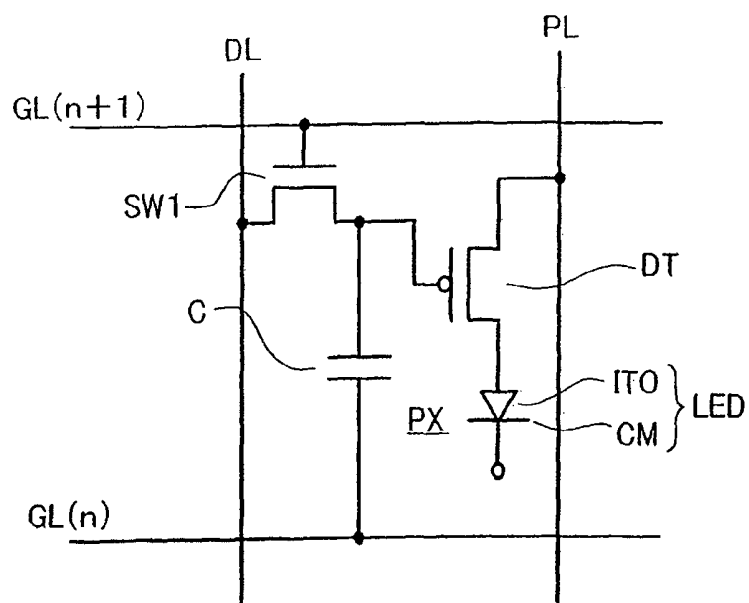 DL
PL
GL(n+1)
SW1
DT
C
ITO
LED
PX
CM
GL(n)